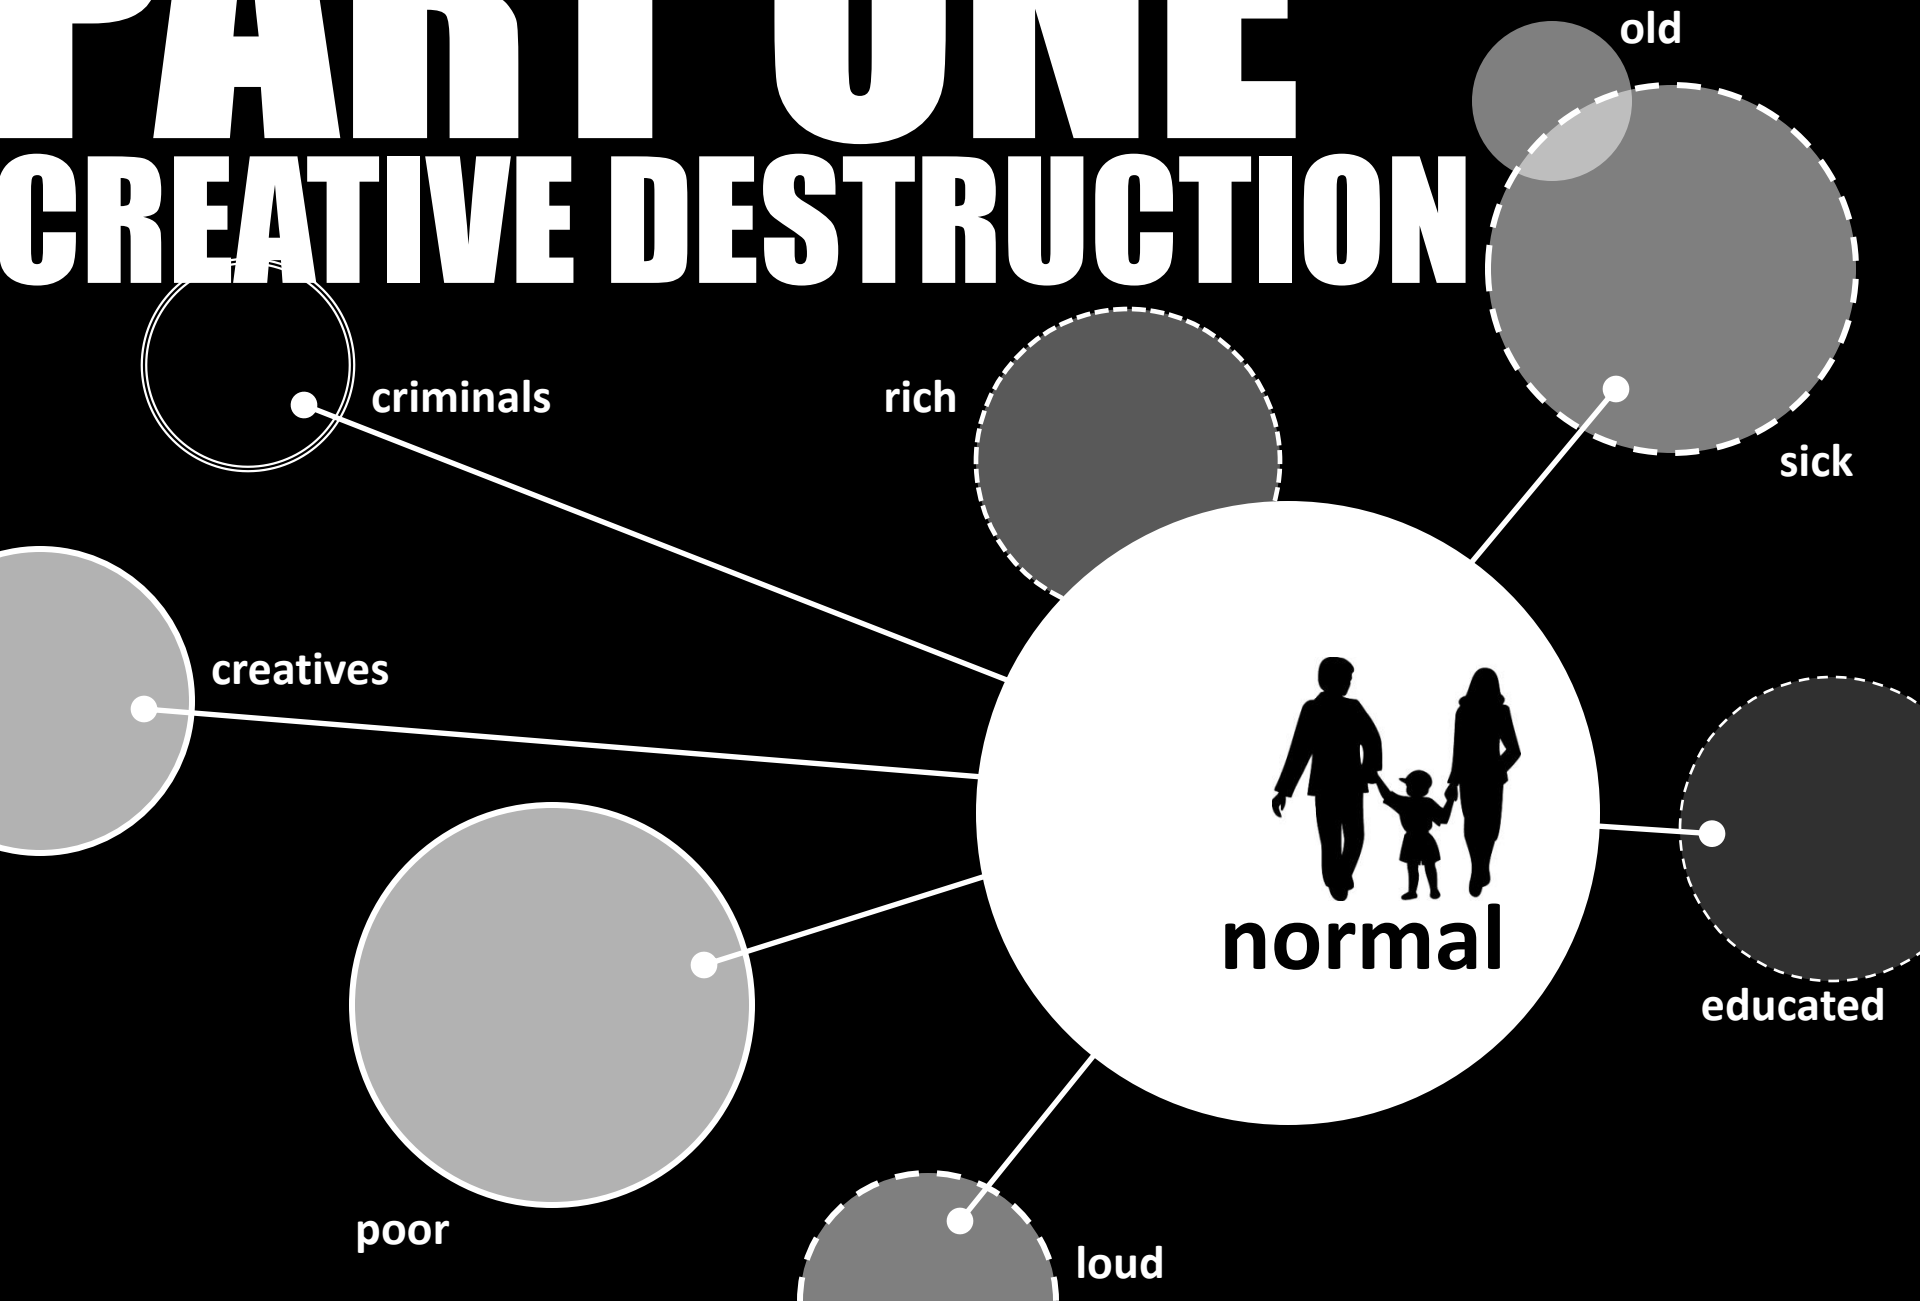 PART ONE
CREATIVE DESTRUCTION
old
criminals
rich
sick
creatives
normal
educated
poor
loud